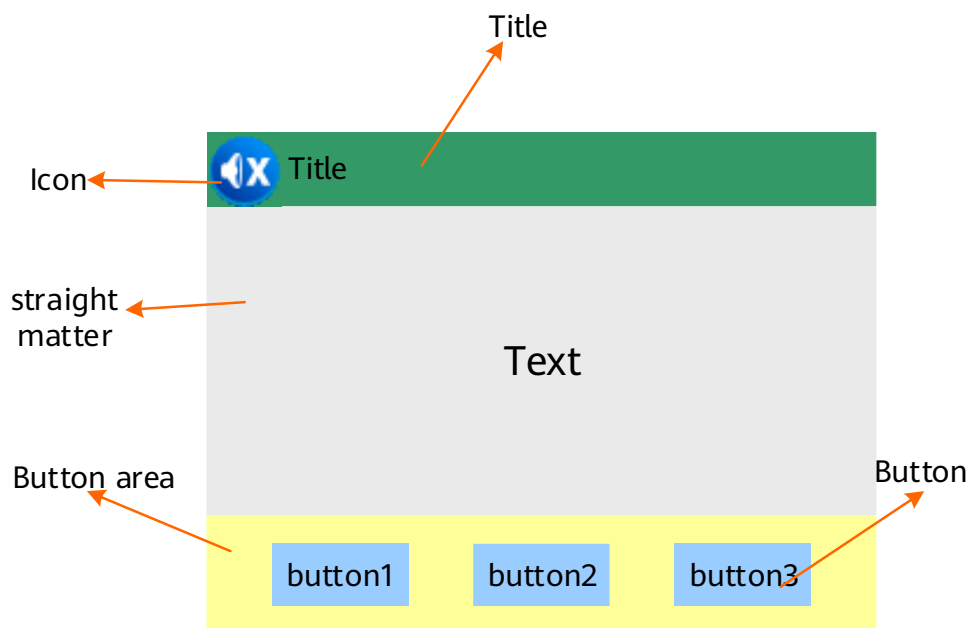 Title
Title
Icon
straight
matter
Text
Button area
Button
button1
button2
button3